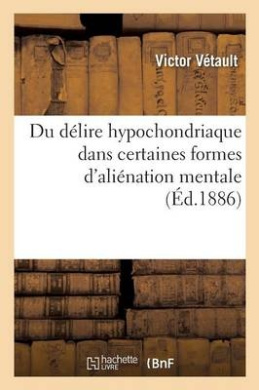 Victor Vétault
Du délire hypochondriaque
dans certaines formes
d'aliénation mentale
(Éd.1886)
hachette
LIVRE
{BnF